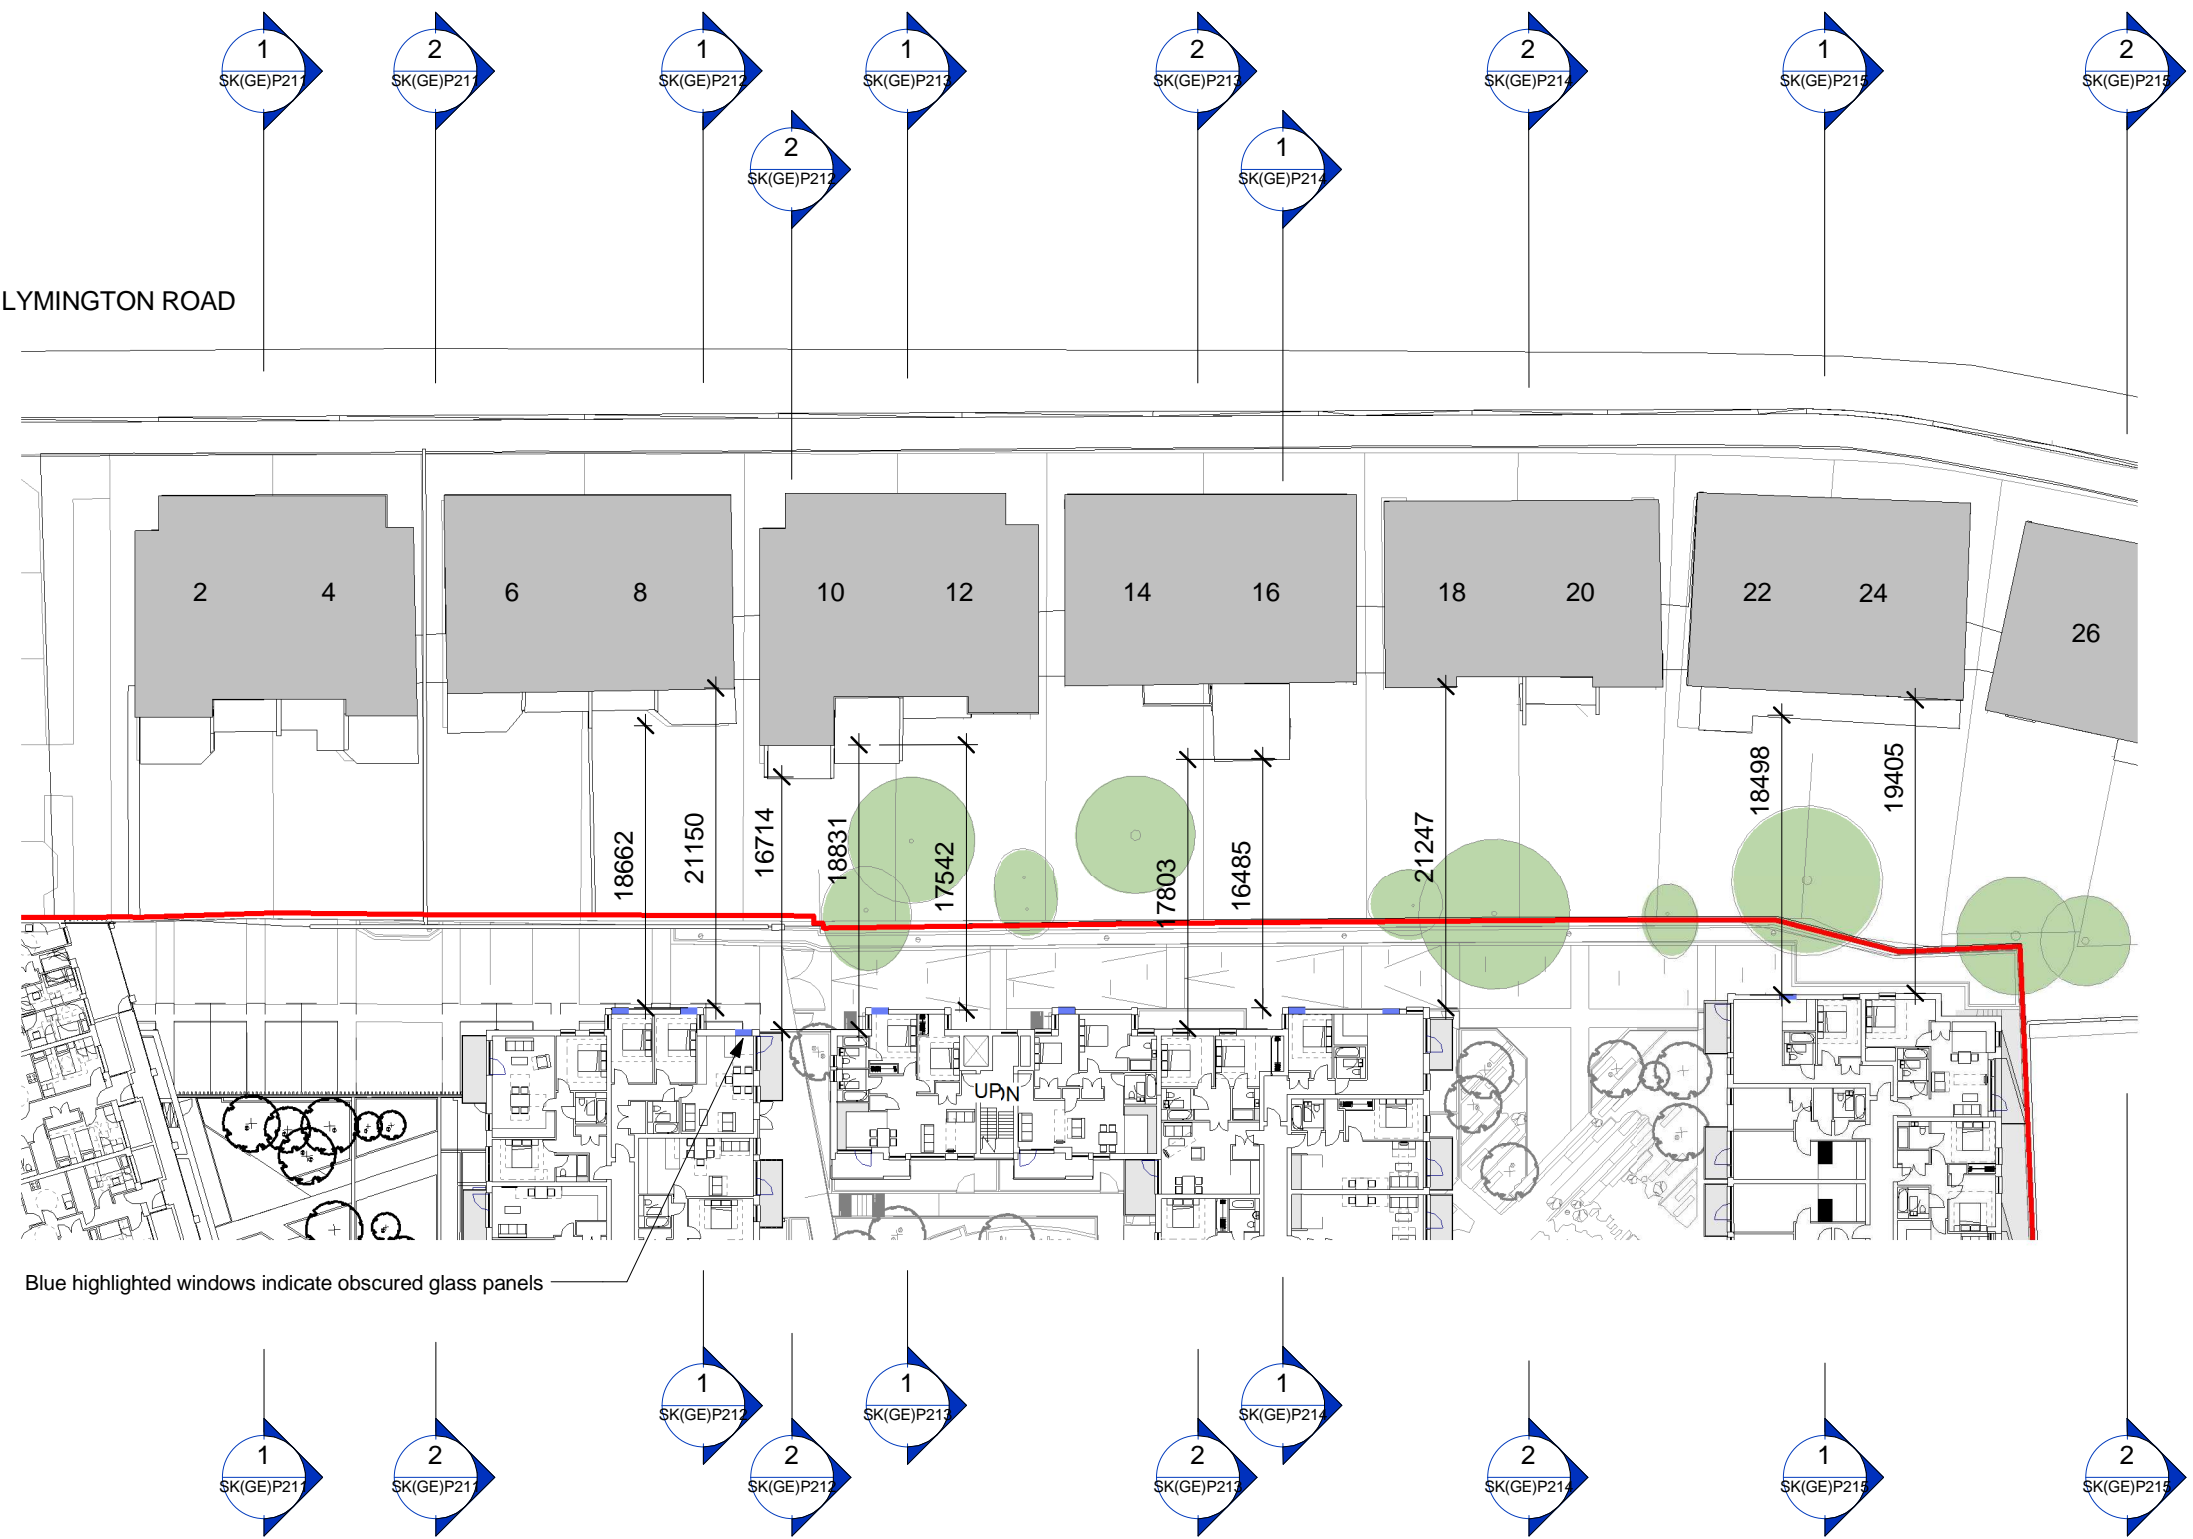 1
SK(GE)P211
2
SK(GE)P211
1
SK(GE)P212
1
SK(GE)P213
2
SK(GE)P213
2
SK(GE)P214
1
SK(GE)P215
2
SK(GE)P215
2
SK(GE)P212
1
SK(GE)P214
LYMINGTON ROAD
2
4
6
8
10
12
14
16
18
20
22
24
26
18662
21150
16714
18831
17542
17803
16485
21247
18498
19405
UP
DN
Blue highlighted windows indicate obscured glass panels
1
SK(GE)P212
1
SK(GE)P213
1
SK(GE)P214
1
SK(GE)P211
2
SK(GE)P211
2
SK(GE)P212
2
SK(GE)P213
2
SK(GE)P214
1
SK(GE)P215
2
SK(GE)P215